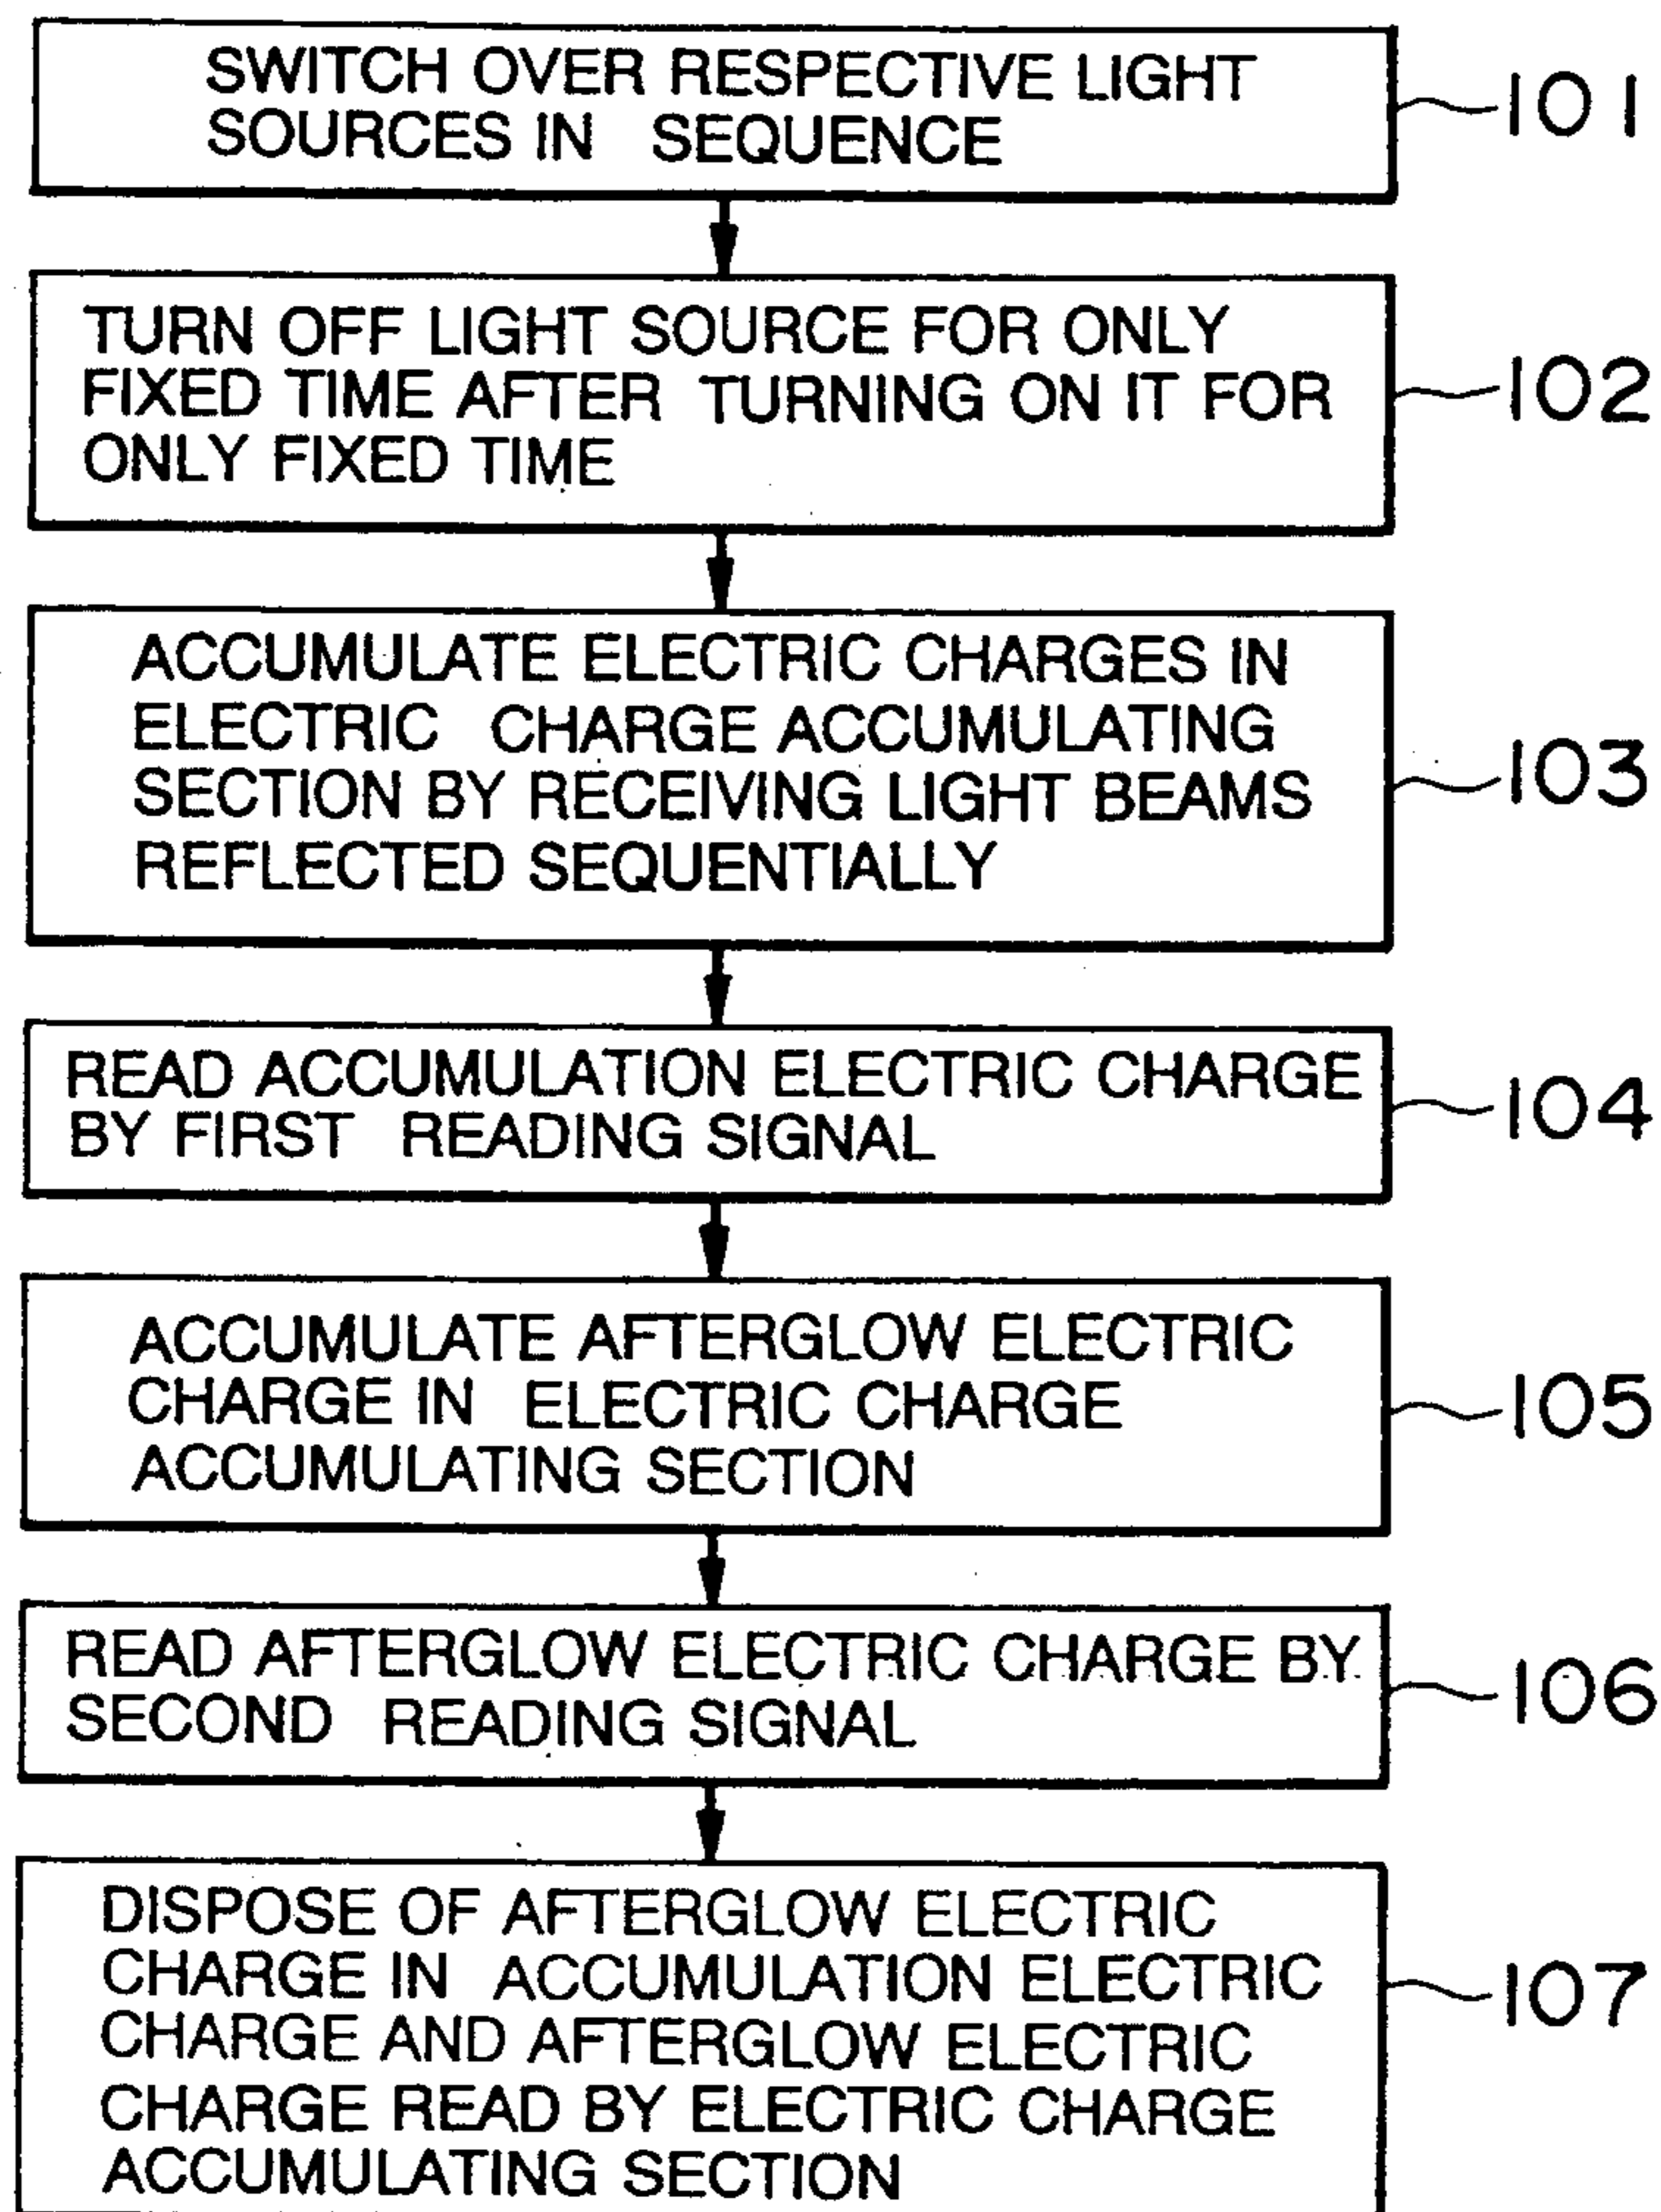 SWITCH OVER RESPECTIVE LIGHT
SOURCES IN SEQUENCE
101
TURN OFF LIGHT SOURCE FOR ONLY
FIXED TIME AFTER TURNING ON IT FOR
ONLY FIXED TIME
102
ACCUMULATE ELECTRIC CHARGES IN
ELECTRIC CHARGE ACCUMULATING
SECTION BY RECEIVING LIGHT BEAMS
REFLECTED SEQUENTIALLY
103
READ ACCUMULATION ELECTRIC CHARGE
BY FIRST READING SIGNAL
104
ACCUMULATE AFTERGLOW ELECTRIC
CHARGE IN ELECTRIC CHARGE
ACCUMULATING SECTION
105
READ AFTERGLOW ELECTRIC CHARGE BY
SECOND READING SIGNAL
106
DISPOSE OF AFTERGLOW ELECTRIC
CHARGE IN ACCUMULATION ELECTRIC
CHARGE AND AFTERGLOW ELECTRIC
CHARGE READ BY ELECTRIC CHARGE
ACCUMULATING SECTION
107